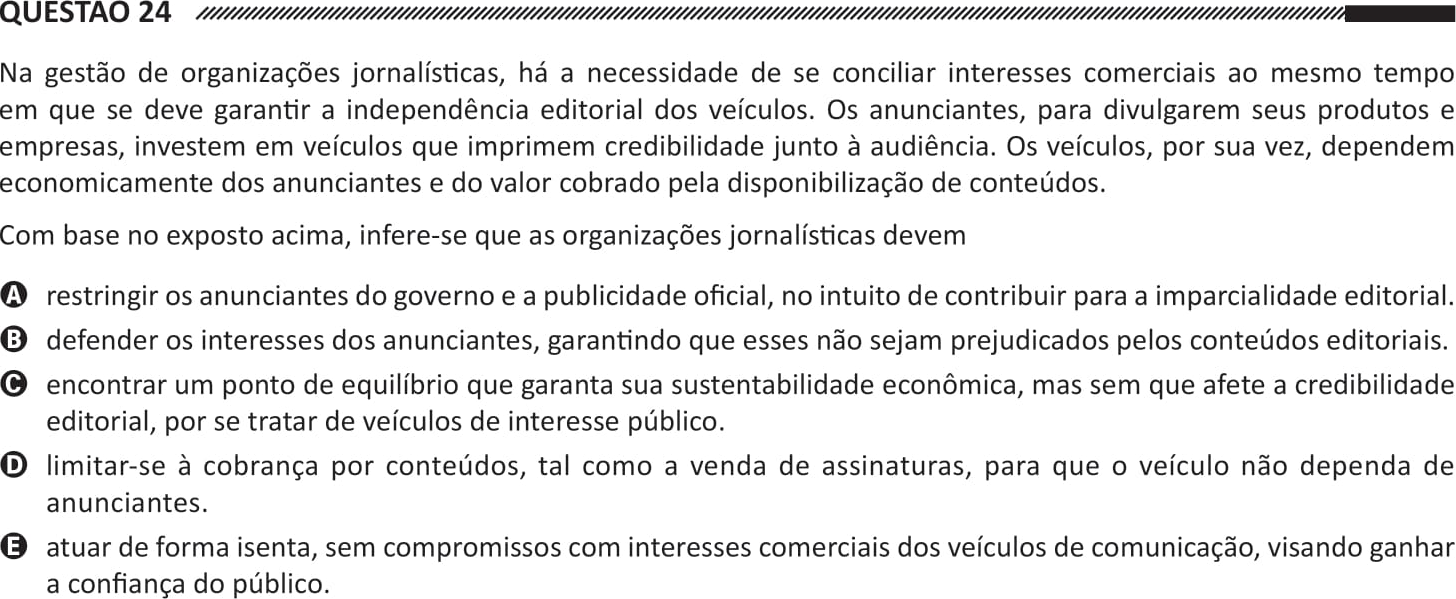 QUESTÃO 24
Na gestão de organizações jornalísticas, há a necessidade de se conciliar interesses comerciais ao mesmo tempo
em que se deve garantir a independência editorial dos veículos. Os anunciantes, para divulgarem seus produtos e
empresas, investem em veículos que imprimem credibilidade junto à audiência. Os veículos, por sua vez, dependem
economicamente dos anunciantes e do valor cobrado pela disponibilização de conteúdos.
Com base no exposto acima, infere-se que as organizações jornalísticas devem
A restringir os anunciantes do governo e a publicidade oficial, no intuito de contribuir para a imparcialidade editorial.
B defender os interesses dos anunciantes, garantindo que esses não sejam prejudicados pelos conteúdos editoriais.
C encontrar um ponto de equilíbrio que garanta sua sustentabilidade econômica, mas sem que afete a credibilidade
editorial, por se tratar de veículos de interesse público.
D limitar-se à cobrança por conteúdos, tal como a venda de assinaturas, para que o veículo não dependa de
anunciantes.
E atuar de forma isenta, sem compromissos com interesses comerciais dos veículos de comunicação, visando ganhar
a confiança do público.